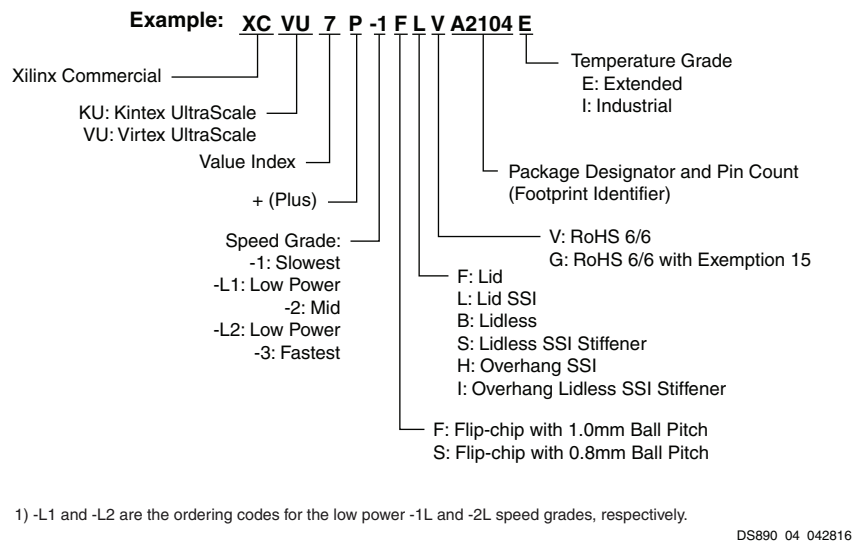 Example: XC VU 7 P -1 F L V A2104 E
Temperature Grade
E: Extended
I: Industrial
Xilinx Commercial
KU: Kintex UltraScale
VU: Virtex UltraScale
Value Index
Package Designator and Pin Count
(Footprint Identifier)
+ (Plus)
Speed Grade:
-1: Slowest
-L1: Low Power
-2: Mid
-L2: Low Power
-3: Fastest
V: RoHS 6/6
G: RoHS 6/6 with Exemption 15
F: Lid
L: Lid SSI
B: Lidless
S: Lidless SSI Stiffener
H: Overhang SSI
I: Overhang Lidless SSI Stiffener
F: Flip-chip with 1.0mm Ball Pitch
S: Flip-chip with 0.8mm Ball Pitch
1) -L1 and -L2 are the ordering codes for the low power -1L and -2L speed grades, respectively.
DS890_04_042816